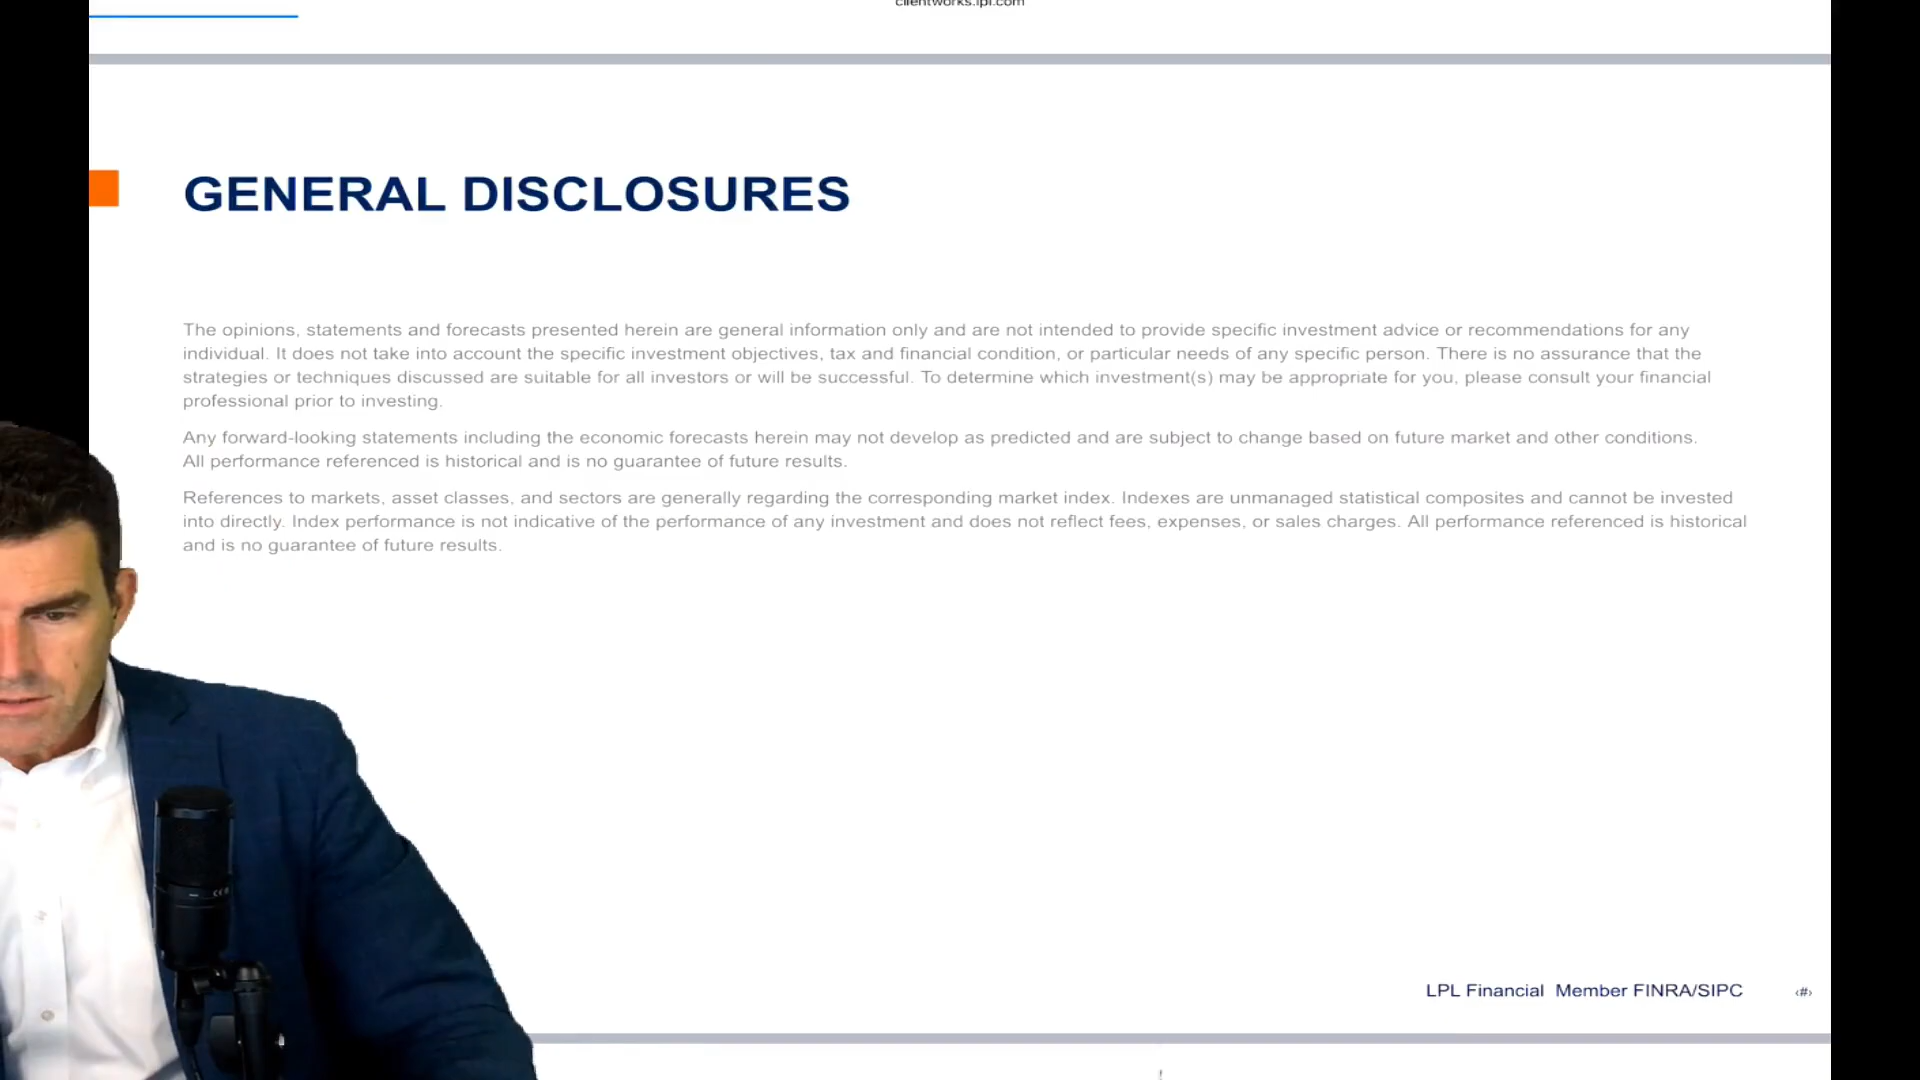 clientworks.lpl.com
GENERAL DISCLOSURES
The opinions, statements and forecasts presented herein are general information only and are not intended to provide specific investment advice or recommendations for any
individual. It does not take into account the specific investment objectives, tax and financial condition, or particular needs of any specific person. There is no assurance that the
strategies or techniques discussed are suitable for all investors or will be successful. To determine which investment(s) may be appropriate for you, please consult your financial
professional prior to investing.
Any forward-looking statements including the economic forecasts herein may not develop as predicted and are subject to change based on future market and other conditions.
All performance referenced is historical and is no guarantee of future results.
References to markets, asset classes, and sectors are generally regarding the corresponding market index. Indexes are unmanaged statistical composites and cannot be invested
into directly. Index performance is not indicative of the performance of any investment and does not reflect fees, expenses, or sales charges. All performance referenced is historical
and is no guarantee of future results.
LPL Financial  Member FINRA/SIPC
‹#›